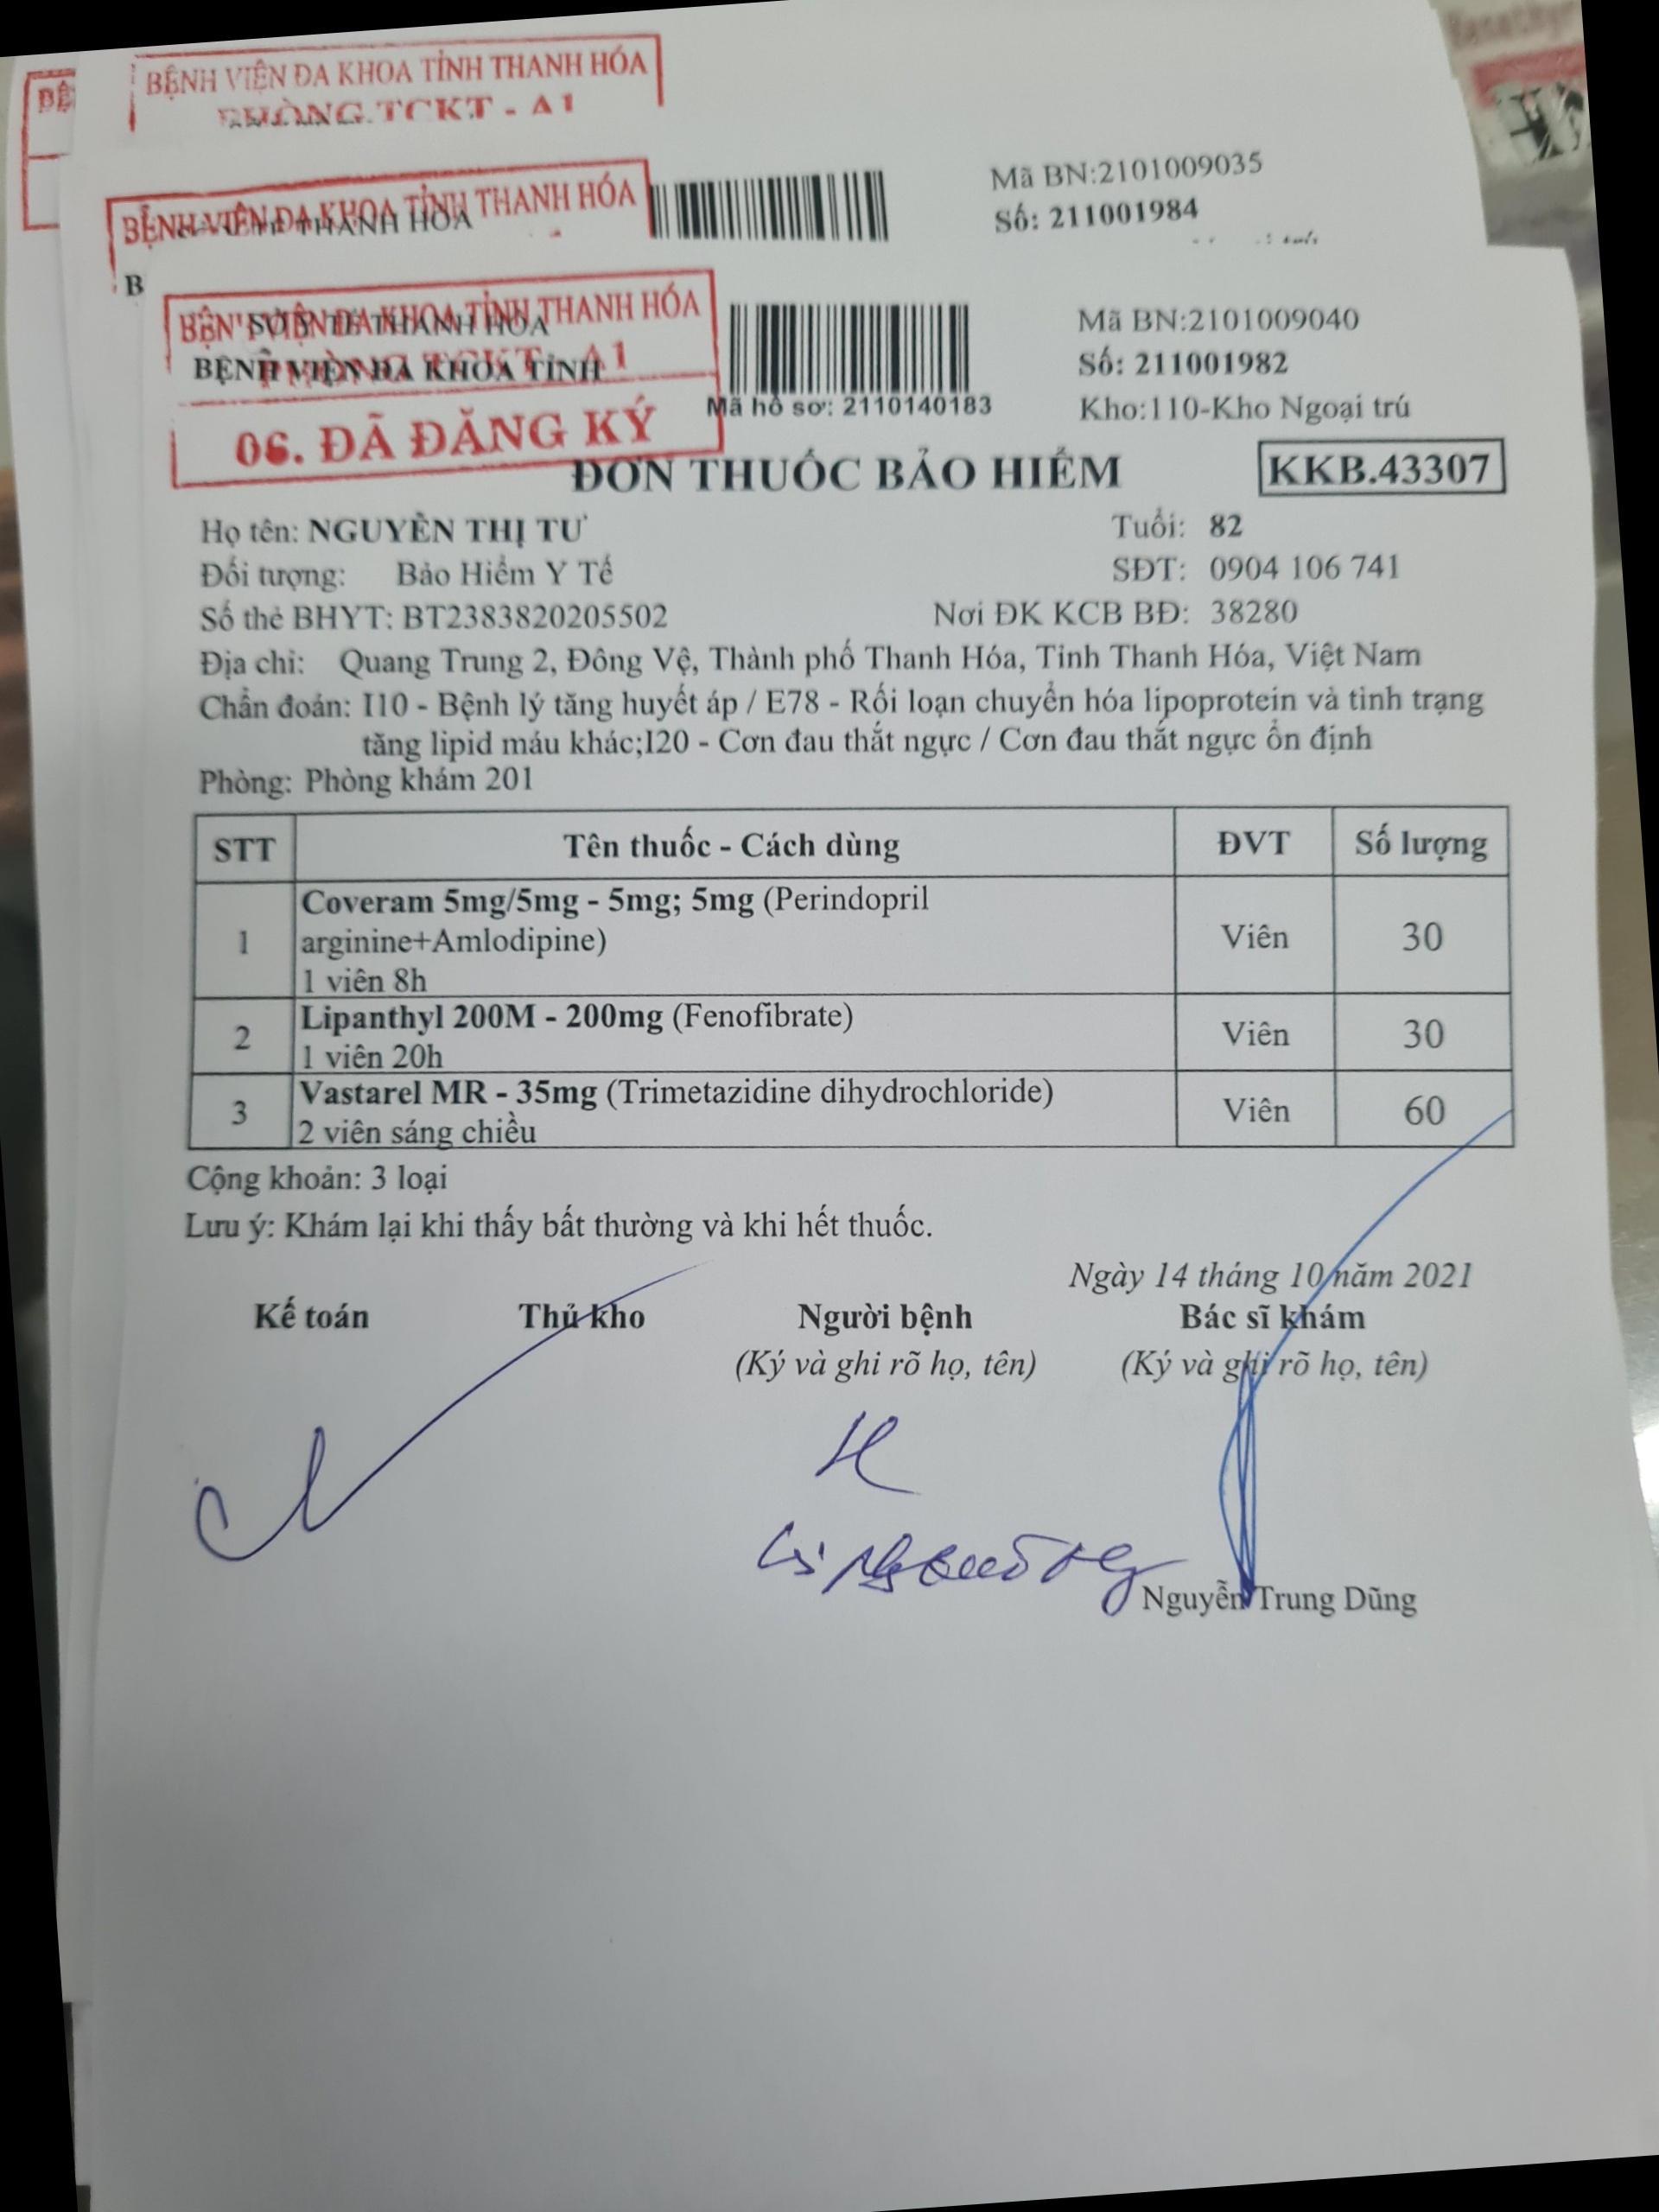 BỆNH VIỆN ĐA KHOA TỈNH THANH HÓA
PHÒNG.TCKT - A1
BỆNH VIỆN ĐA KHOA TỈNH THANH HÓA
THANH HÓA
Mã BN:2101009035
Số: 211001984
B
BỆNH VIỆN ĐA KHOA TỈNH THANH HÓA
PHÒNG TCKT - A1
06. ĐÃ ĐĂNG KÝ
SỞ Y TẾ THANH HÓA
BỆNH VIỆN ĐA KHOA TỈNH
Mã hồ sơ: 2110140183
Mã BN:2101009040
Số: 211001982
Kho:110-Kho Ngoại trú
ĐƠN THUỐC BẢO HIỂM
KKB.43307
Họ tên: NGUYỄN THỊ TƯ Tuổi: 82
Đối tượng: Bảo Hiểm Y Tế SĐT: 0904 106 741
Số thẻ BHYT: BT2383820205502 Nơi ĐK KCB BĐ: 38280
Địa chỉ: Quang Trung 2, Đông Vệ, Thành phố Thanh Hóa, Tỉnh Thanh Hóa, Việt Nam
Chẩn đoán: I10 - Bệnh lý tăng huyết áp / E78 - Rối loạn chuyển hóa lipoprotein và tình trạng
tăng lipid máu khác;I20 - Cơn đau thắt ngực / Cơn đau thắt ngực ổn định
Phòng: Phòng khám 201
STT Tên thuốc - Cách dùng ĐVT Số lượng
1 Coveram 5mg/5mg - 5mg; 5mg (Perindopril
arginine+Amlodipine) Viên 30
1 viên 8h
2 Lipanthyl 200M - 200mg (Fenofibrate) Viên 30
1 viên 20h
3 Vastarel MR - 35mg (Trimetazidine dihydrochloride) Viên 60
2 viên sáng chiều
Cộng khoản: 3 loại
Lưu ý: Khám lại khi thấy bất thường và khi hết thuốc.
Ngày 14 tháng 10 năm 2021
Kế toán Thủ kho Người bệnh Bác sĩ khám
(Ký và ghi rõ họ, tên) (Ký và ghi rõ họ, tên)
Nguyễn Trung Dũng